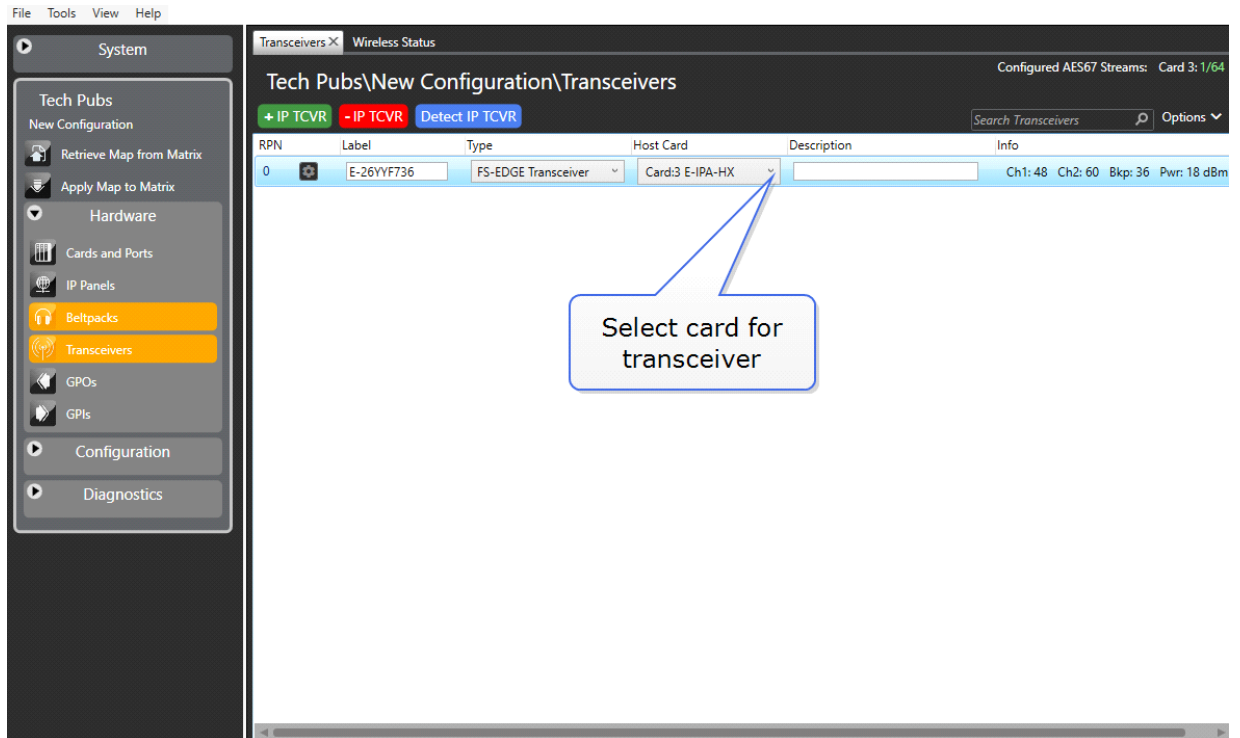 File Tools View Help
System
Tech Pubs
New Configuration
Retrieve Map from Matrix
Apply Map to Matrix
Hardware
Cards and Ports
IP Panels
Beltpacks
Transceivers
GPOs
GPIs
Configuration
Diagnostics
Transceivers Wireless Status
Configured AES67 Streams: Card 3: 1/64
Tech Pubs\New Configuration\Transceivers
+ IP TCVR - IP TCVR Detect IP TCVR
Search Transceivers Options
RPN Label Type Host Card Description Info
0 E-26YYF736 FS-EDGE Transceiver Card:3 E-IPA-HX Ch1: 48 Ch2: 60 Bkp: 36 Pwr: 18 dBm
Select card for
transceiver